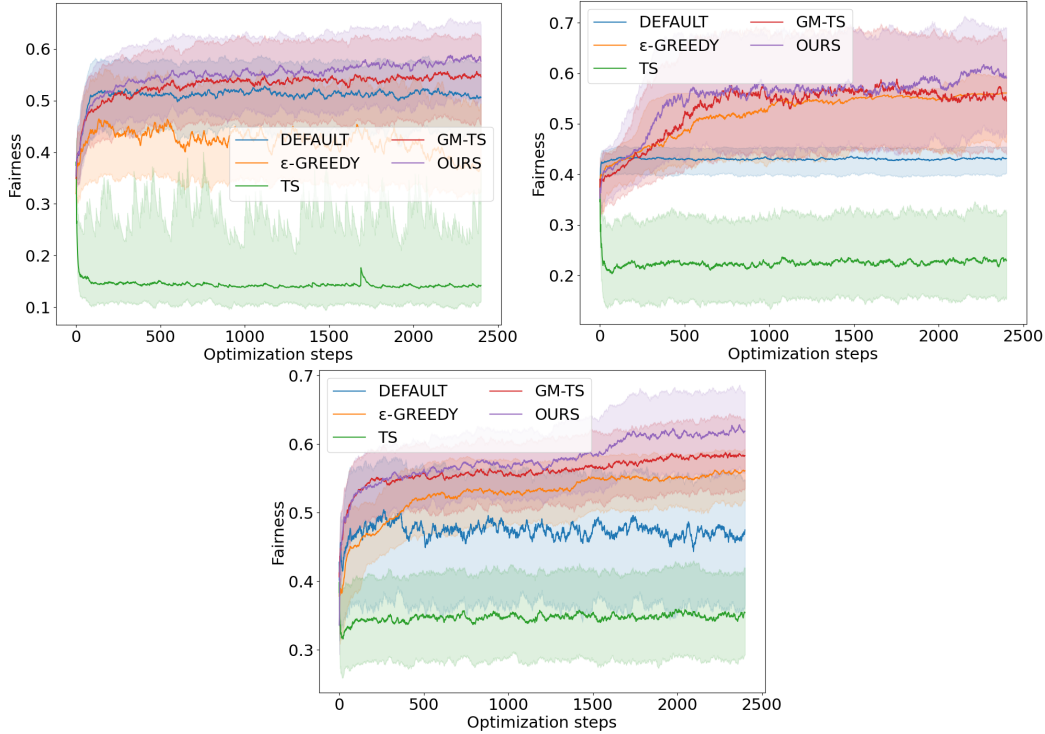 0.6
0.5
0.4
0.3
0.2
0.1
Fairness
DEFAULT
ε-GREEDY
TS
GM-TS
OURS
0 500 1000 1500 2000 2500
Optimization steps
0.7
0.6
0.5
0.4
0.3
0.2
Fairness
DEFAULT
ε-GREEDY
TS
GM-TS
OURS
0 500 1000 1500 2000 2500
Optimization steps
0.7
0.6
0.5
0.4
0.3
Fairness
DEFAULT
ε-GREEDY
TS
GM-TS
OURS
0 500 1000 1500 2000 2500
Optimization steps